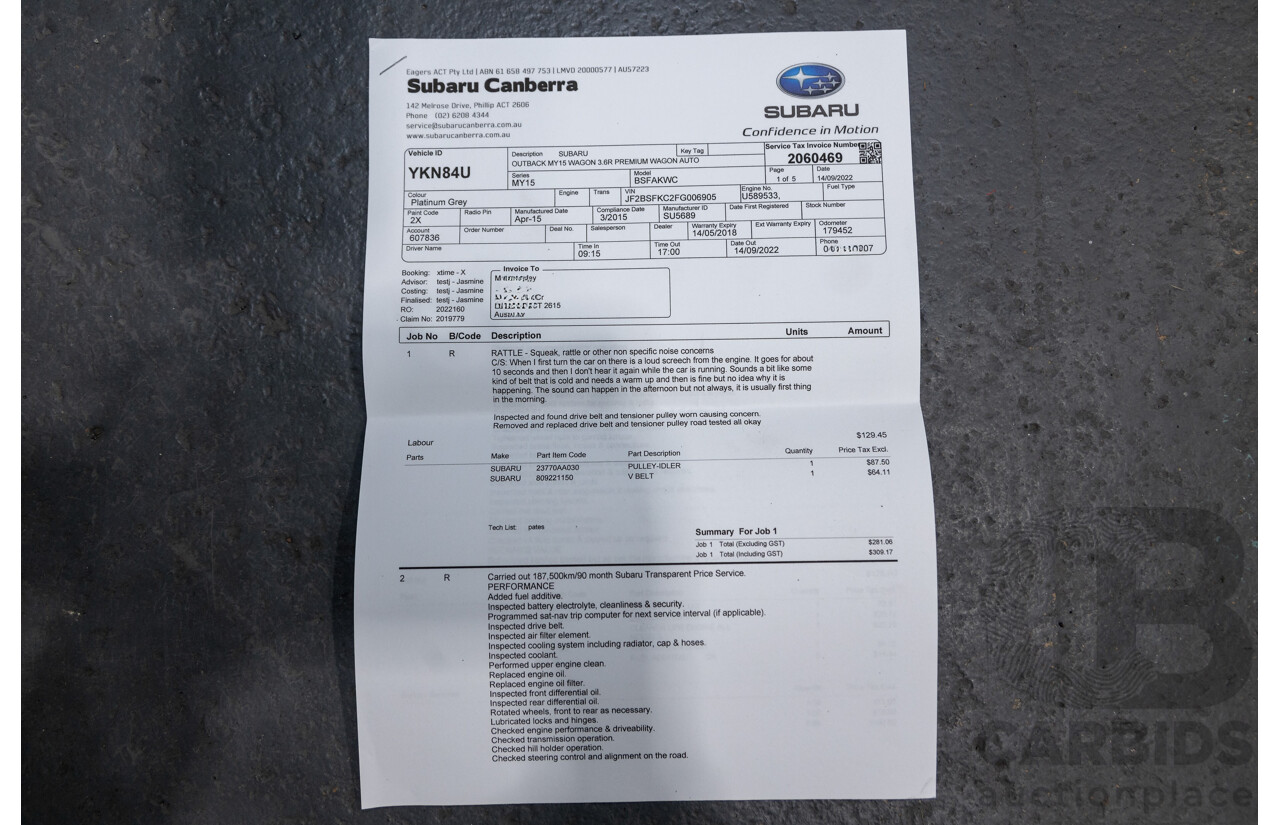 Eagers ACT Pty Ltd | ABN 61 658 497 753 | LMVD 20000577 | AU57223
Subaru Canberra
142 Melrose Drive, Phillip ACT 2606
Phone (02) 6208 4344
service@subarucanberra.com.au
www.subarucanberra.com.au
SUBARU
Confidence in Motion
Vehicle ID
YKN84U
Description SUBARU
Key Tag
OUTBACK MY15 WAGON 3.6R PREMIUM WAGON AUTO
Service Tax Invoice Number
2060469
Series
MY15
Model
BSFAKWC
Page
1 of 5
Date
14/09/2022
Colour
Platinum Grey
Engine
Trans
VIN
JF2BSFKC2FG006905
Engine No.
U589533,
Fuel Type
Paint Code
2X
Radio Pin
Manufactured Date
Apr-15
Compliance Date
3/2015
Manufacturer ID
SU5689
Date First Registered
Stock Number
Account
607836
Order Number
Deal No.
Salesperson
Dealer
Warranty Expiry
14/05/2018
Ext Warranty Expiry
Odometer
179452
Driver Name
Time In
09:15
Time Out
17:00
Date Out
14/09/2022
Phone
Booking: xtime - X
Advisor: testj - Jasmine
Costing: testj - Jasmine
Finalised: testj - Jasmine
RO: 2022160
Claim No: 2019779
Invoice To
2615
Job No B/Code Description Units Amount
1 R RATTLE - Squeak, rattle or other non specific noise concerns
C/S: When I first turn the car on there is a loud screech from the engine. It goes for about
10 seconds and then I don't hear it again while the car is running. Sounds a bit like some
kind of belt that is cold and needs a warm up and then is fine but no idea why it is
happening. The sound can happen in the afternoon but not always, it is usually first thing
in the morning.
Inspected and found drive belt and tensioner pulley worn causing concern.
Removed and replaced drive belt and tensioner pulley road tested all okay
Labour $129.45
Parts Make Part Item Code Part Description Quantity Price Tax Excl.
SUBARU 23770AA030 PULLEY-IDLER 1 $87.50
SUBARU 809221150 V BELT 1 $64.11
Tech List: pates
Summary For Job 1
Job 1 Total (Excluding GST) $281.06
Job 1 Total (Including GST) $309.17
2 R Carried out 187,500km/90 month Subaru Transparent Price Service.
PERFORMANCE
Added fuel additive.
Inspected battery electrolyte, cleanliness & security.
Programmed sat-nav trip computer for next service interval (if applicable).
Inspected drive belt.
Inspected air filter element.
Inspected cooling system including radiator, cap & hoses.
Inspected coolant.
Performed upper engine clean.
Replaced engine oil.
Replaced engine oil filter.
Inspected front differential oil.
Inspected rear differential oil.
Rotated wheels, front to rear as necessary.
Lubricated locks and hinges.
Checked engine performance & driveability.
Checked transmission operation.
Checked hill holder operation.
Checked steering control and alignment on the road.
CARBIDS
auctionplace